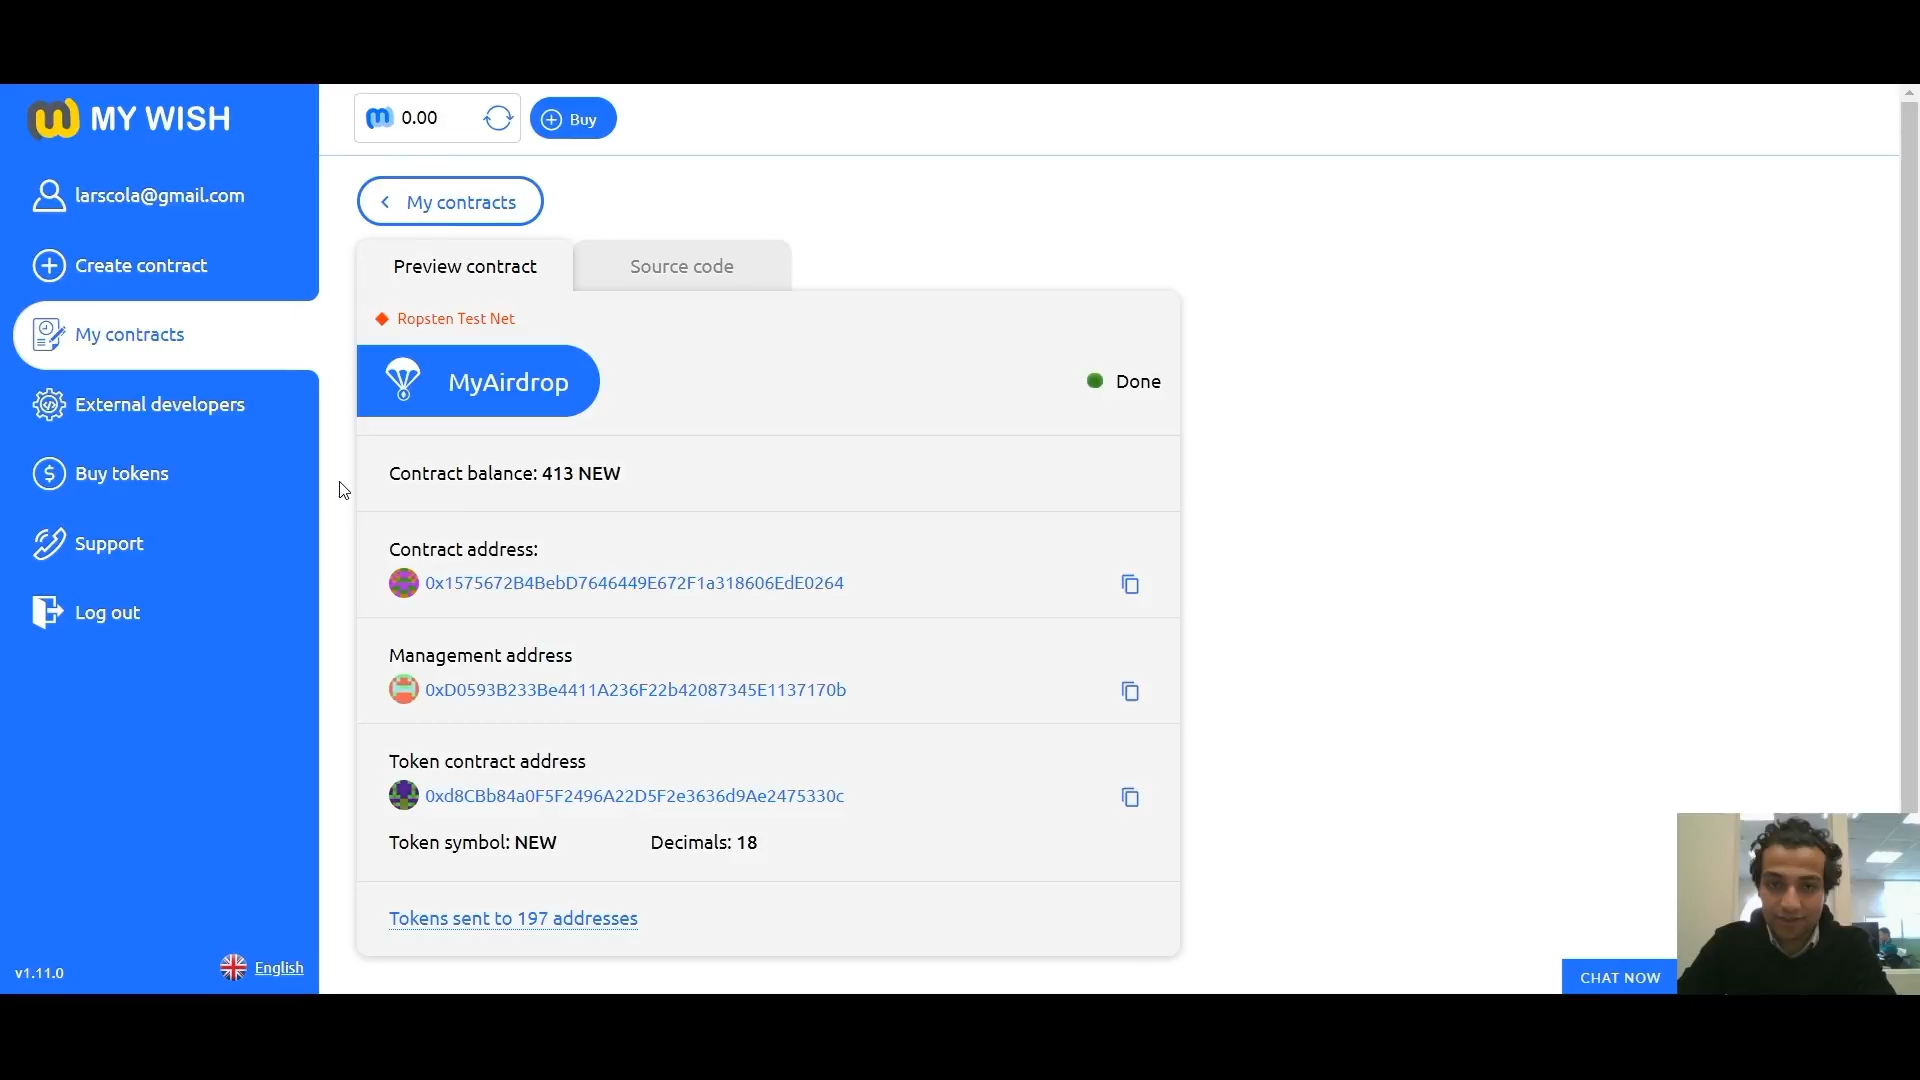 MY WISH
larscola@gmail.com
Create contract
My contracts
External developers
Buy tokens
Support
Log out
v1.11.0
English
0.00
Buy
My contracts
Preview contract
Source code
Ropsten Test Net
MyAirdrop
Done
Contract balance: 413 NEW
Contract address:
0x1575672B4BebD7646449E672F1a318606EdE0264
Management address
0xD0593B233Be4411A236F22b42087345E1137170b
Token contract address
0xd8CBb84a0F5F2496A22D5F2e3636d9Ae2475330c
Token symbol: NEW
Decimals: 18
Tokens sent to 197 addresses
CHAT NOW